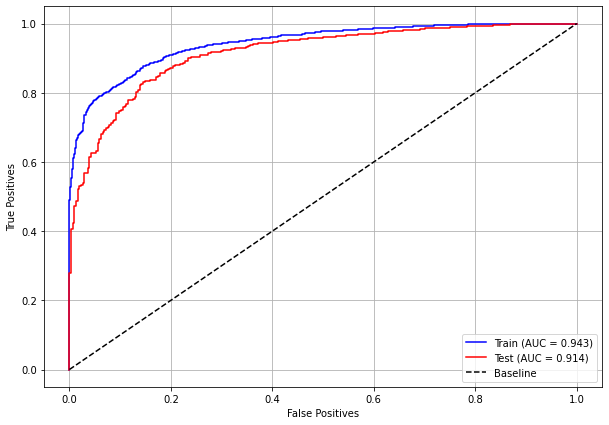 1.0
0.8
0.6
0.4
0.2
0.0
True Positives
0.0 0.2 0.4 0.6 0.8 1.0
False Positives
Train (AUC = 0.943)
Test (AUC = 0.914)
Baseline